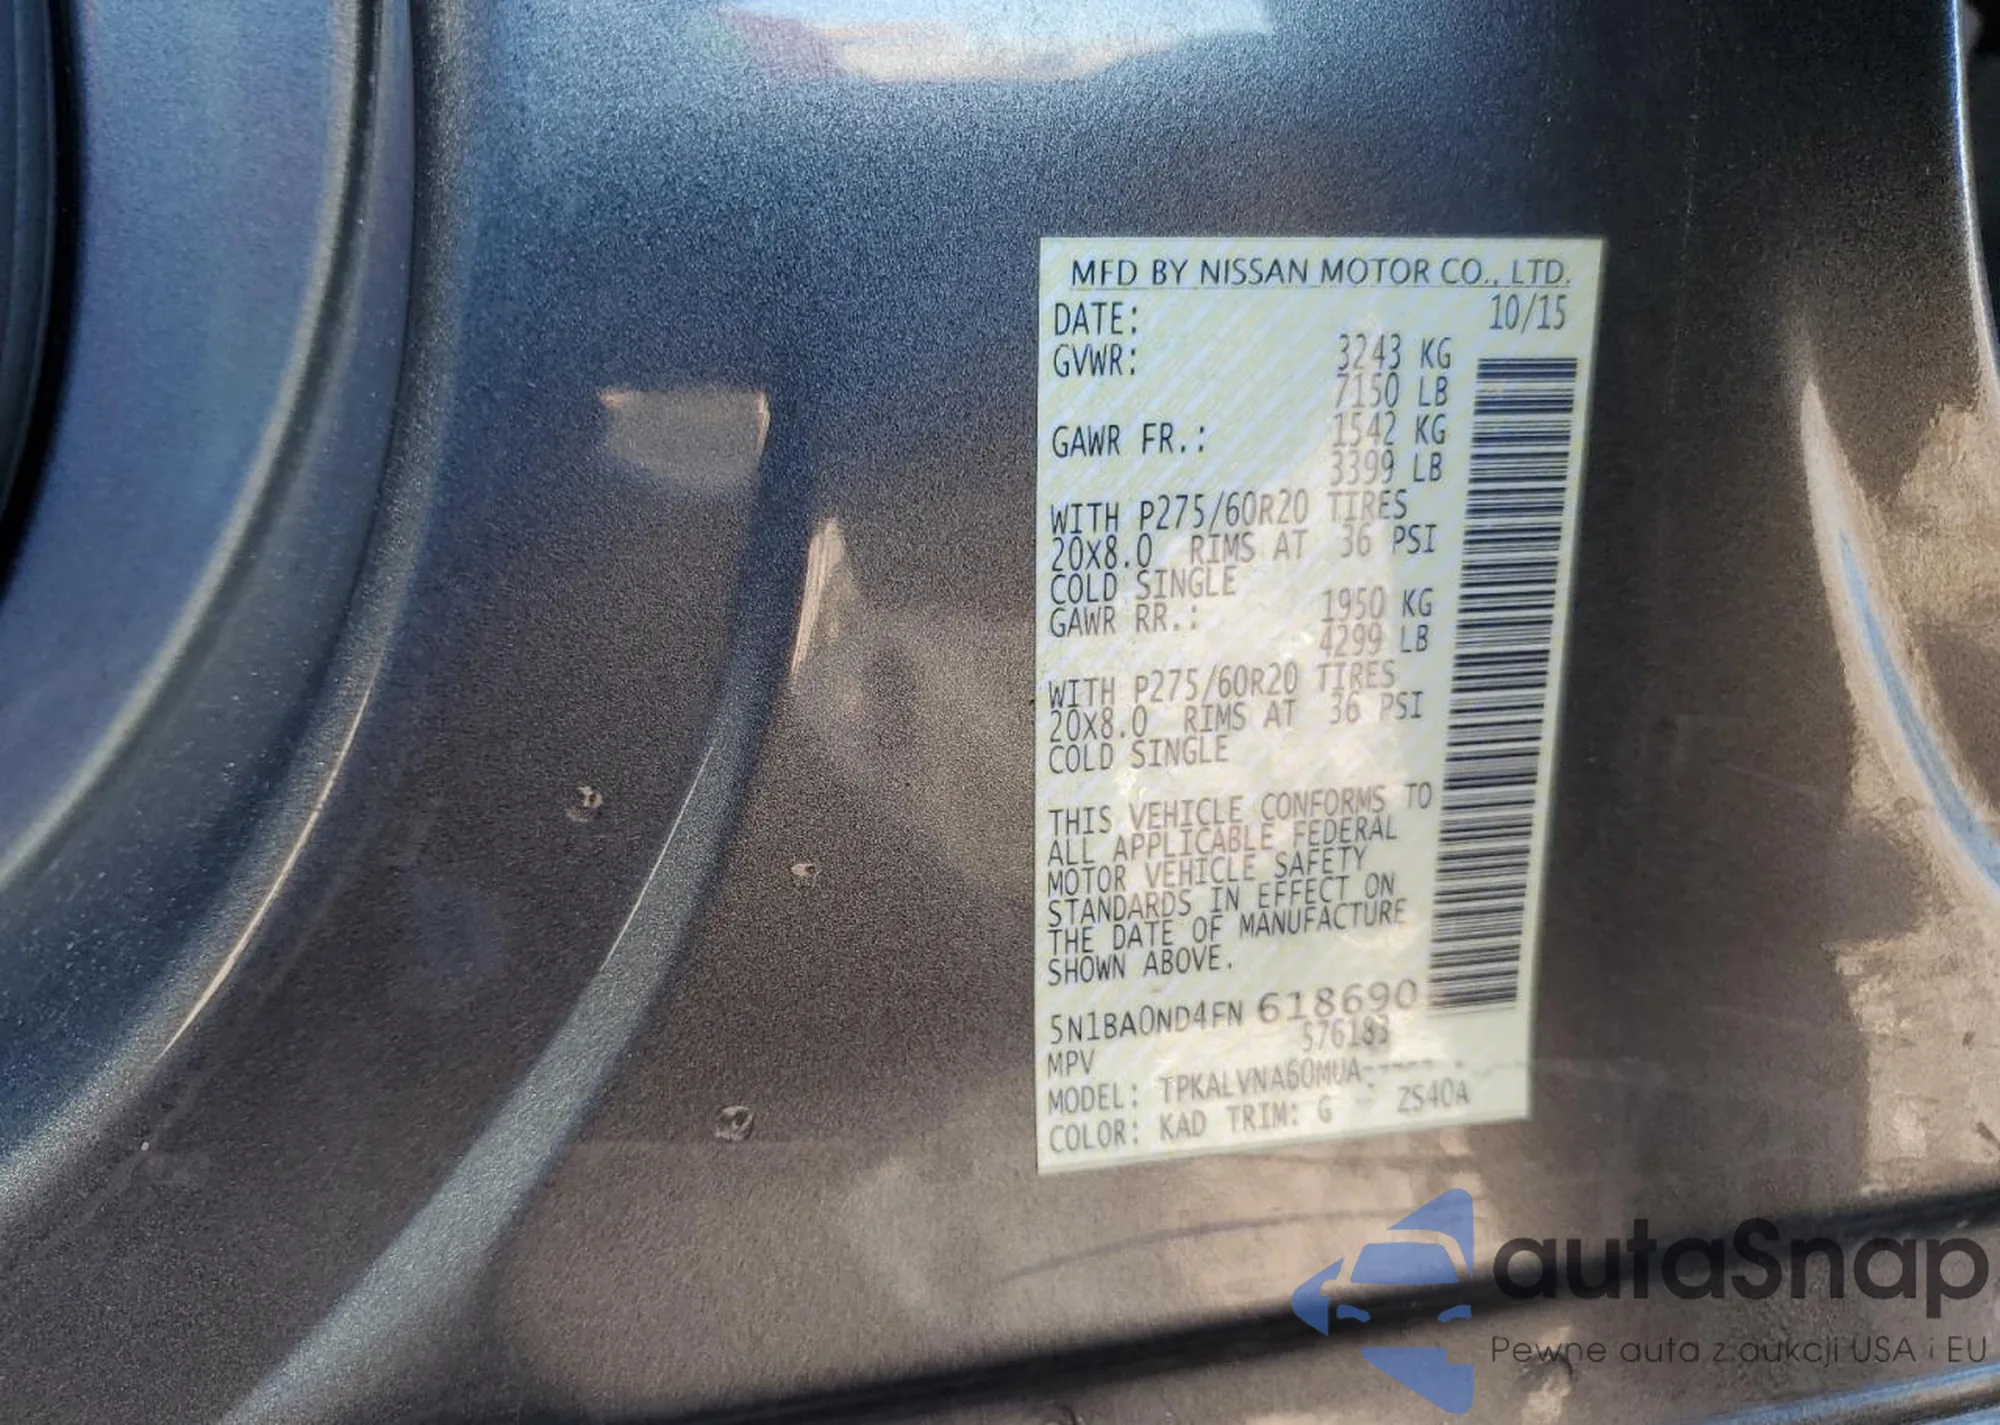 MFD BY NISSAN MOTOR CO., LTD.
DATE: 10/15
GVWR: 3243 KG
7150 LB
GAWR FR.: 1542 KG
3399 LB
WITH P275/60R20 TIRES
20X8.0 RIMS AT 36 PSI
COLD SINGLE
GAWR RR.: 1950 KG
4299 LB
WITH P275/60R20 TIRES
20X8.0 RIMS AT 36 PSI
COLD SINGLE
THIS VEHICLE CONFORMS TO
ALL APPLICABLE FEDERAL
MOTOR VEHICLE SAFETY
STANDARDS IN EFFECT ON
THE DATE OF MANUFACTURE
SHOWN ABOVE.
5N1BA0ND4FN 618690
576183
MPV
MODEL: TPKALVNA60MUA-----
COLOR: KAD TRIM: G ZS40A
autaSnap
Pewne auta z aukcji USA i EU